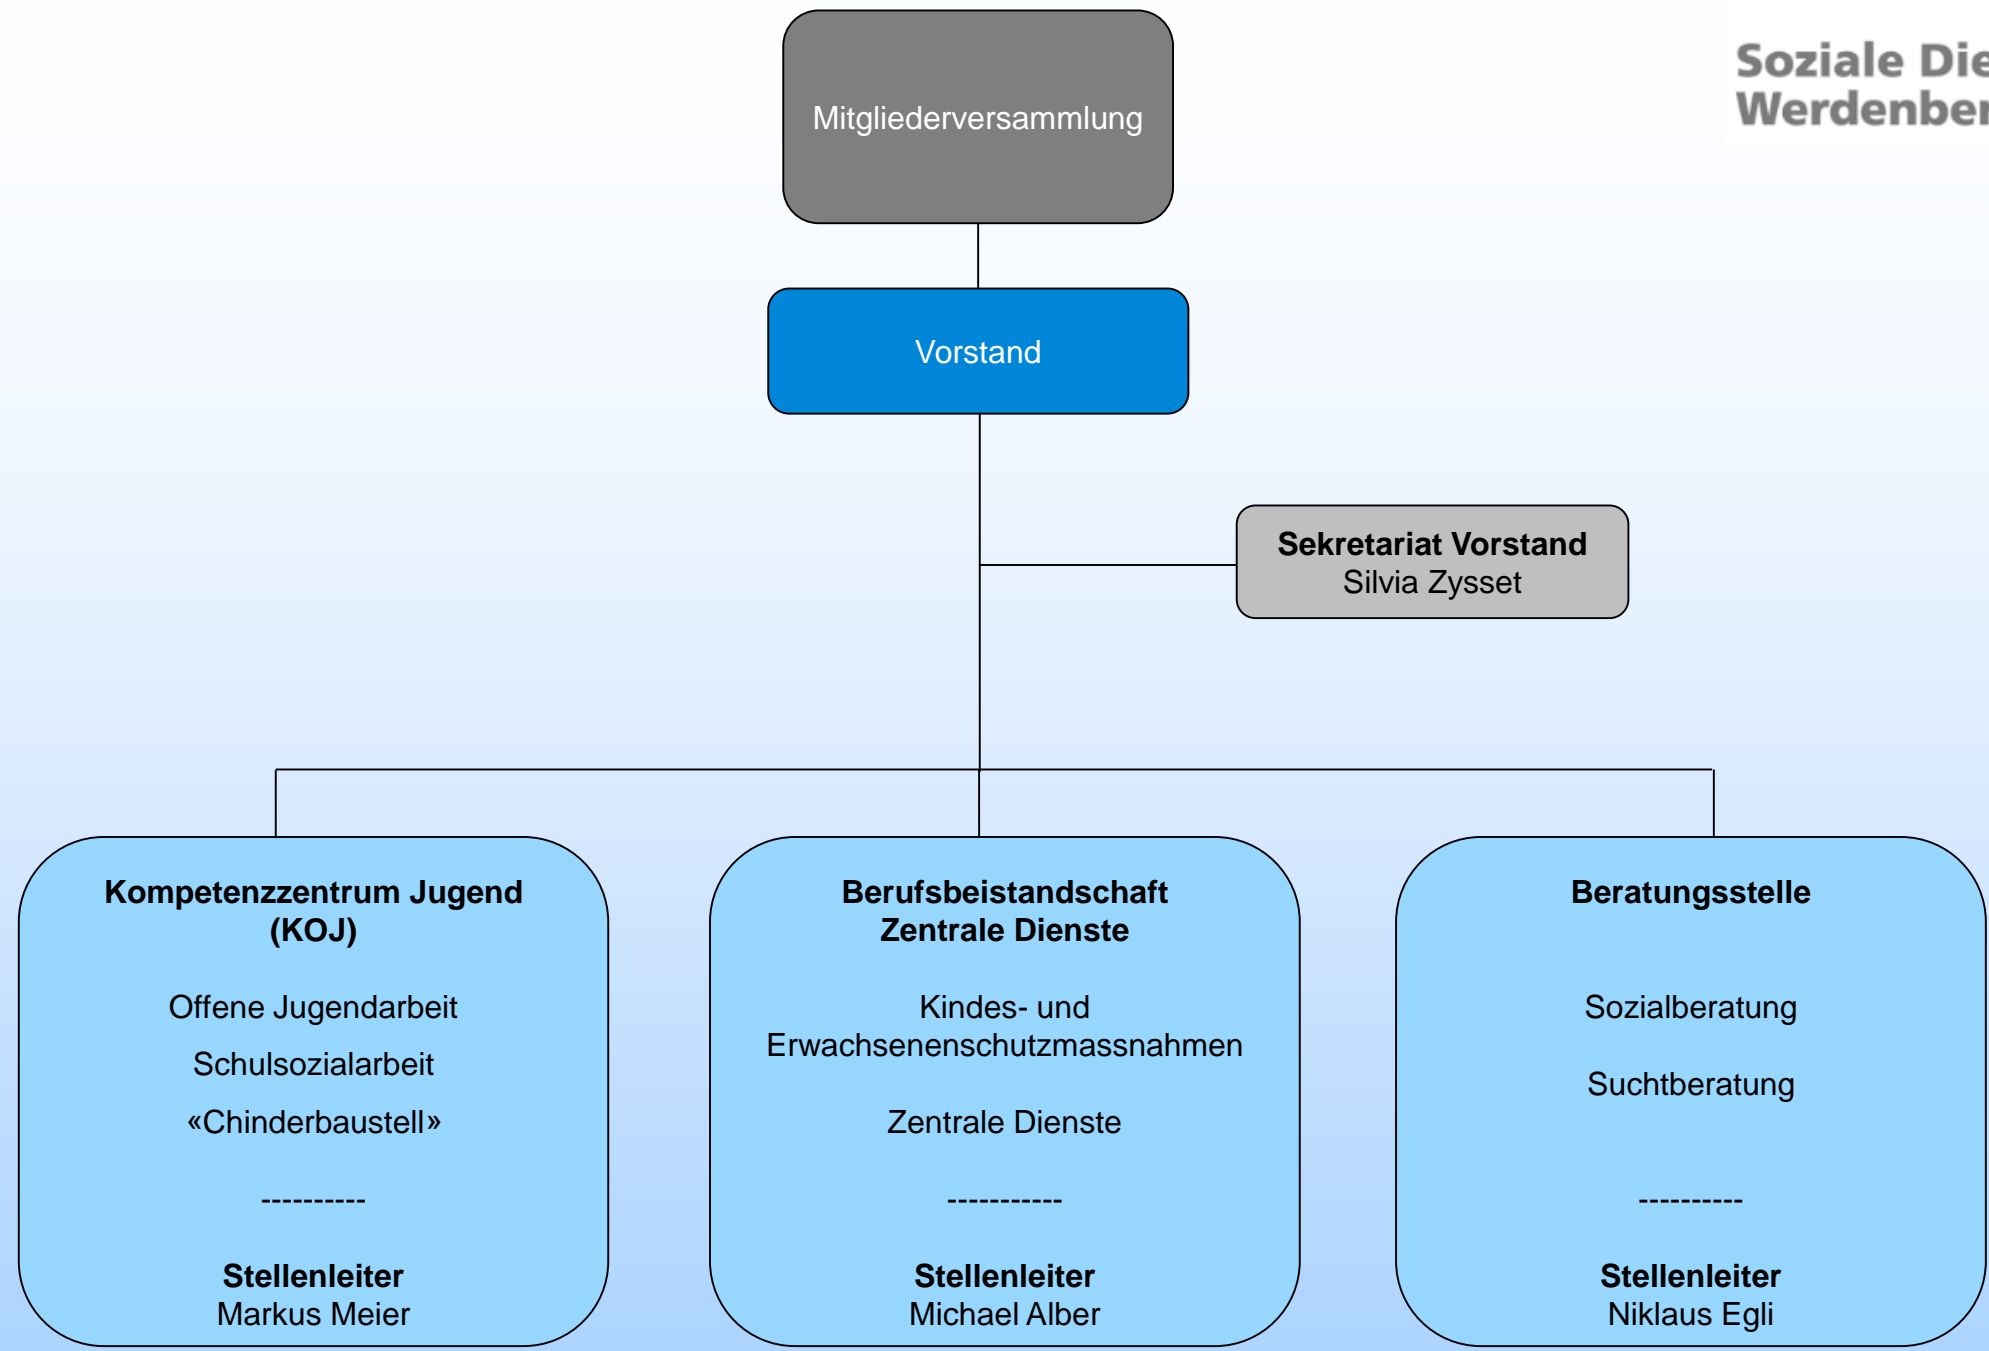 Soziale
Mitgliederversammlung
Vorstand
Sekretariat Vorstand
Silvia Zysset
Kompetenzzentrum Jugend
(KOJ)
Offene Jugendarbeit
Schulsozialarbeit
«Chinderbaustell»
----------
Stellenleiter
Markus Meier
Berufsbeistandschaft
Zentrale Dienste
Kindes- und
Erwachsenenschutzmassnahmen
Zentrale Dienste
-----------
Stellenleiter
Michael Alber
Beratungsstelle
Sozialberatung
Suchtberatung
----------
Stellenleiter
Niklaus Egli